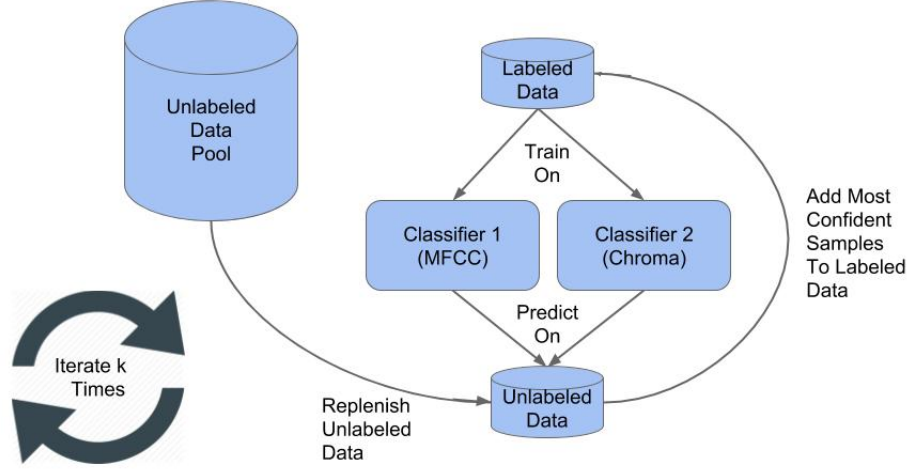 Unlabeled
Data
Pool
Labeled
Data
Train
On
Classifier 1
(MFCC)
Classifier 2
(Chroma)
Add Most
Confident
Samples
To Labeled
Data
Predict
On
Iterate k
Times
Replenish
Unlabeled
Data
Unlabeled
Data